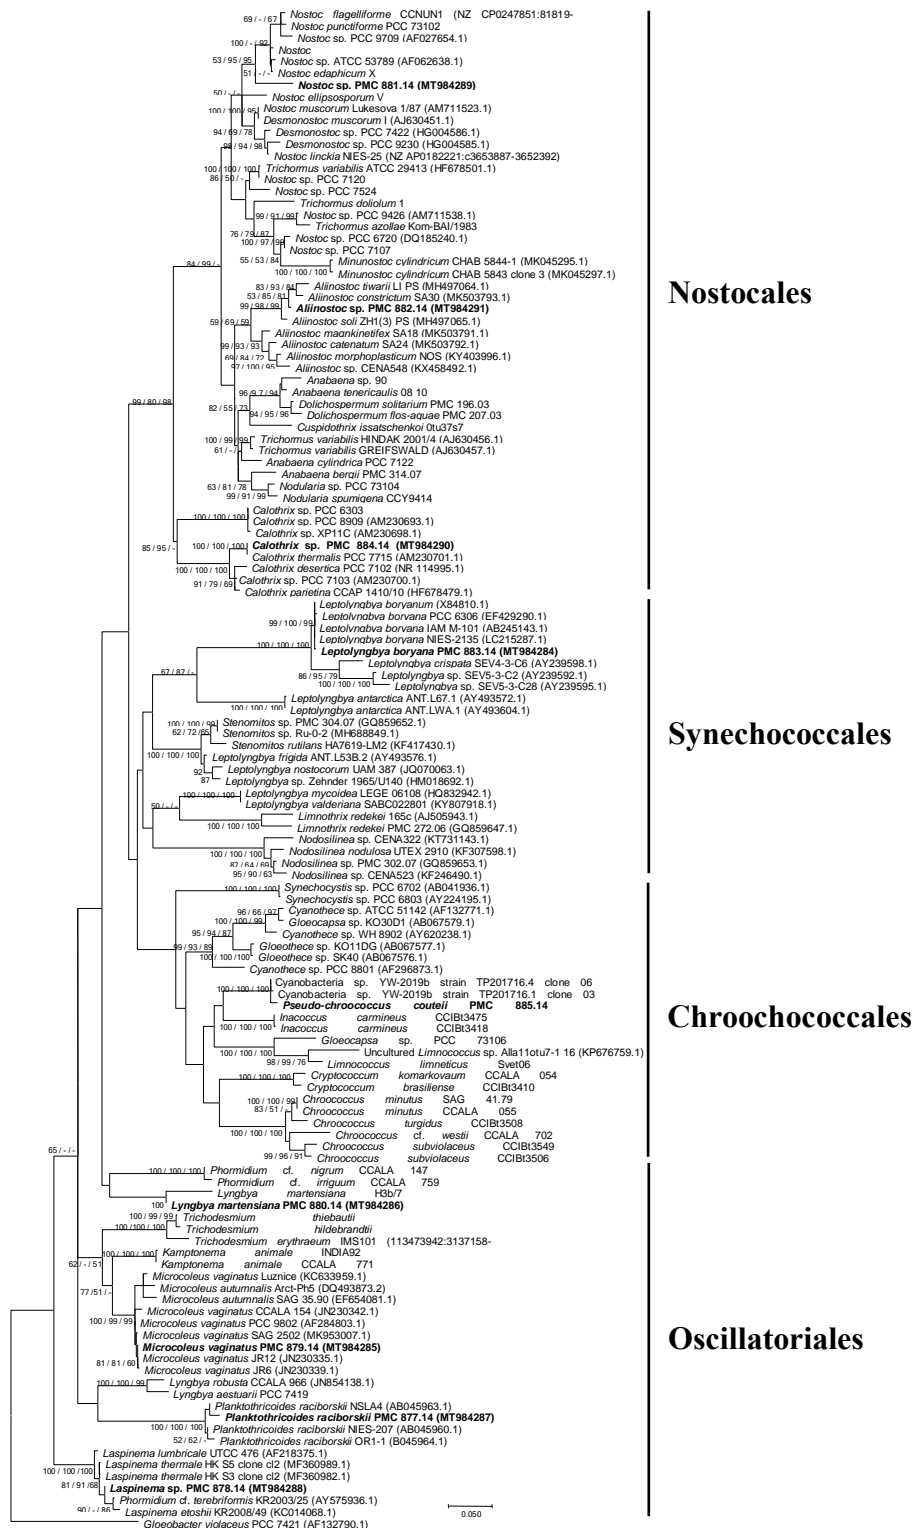 Nostoc flagelliforme CCNUN1 (NZ CP0247851:81819-
69/-/67
Nostoc punctiforme PCC 73102
Nostoc sp. PCC 9709 (AF027654.1)
100/-/92
Nostoc
53/95/95
Nostoc sp. ATCC 53789 (AF062638.1)
51/-/-
Nostoc edaphicum X
Nostoc sp. PMC 881.14 (MT984289)
50/-/-
Nostoc ellipsosporum V
Nostoc muscorum Lukesova 1/87 (AM711523.1)
100/100/95
Desmonostoc muscorum I (AJ630451.1)
94/69/78
Desmonostoc sp. PCC 7422 (HG004586.1)
Desmonostoc sp. PCC 9230 (HG004585.1)
98/94/98
Nostoc linckia NIES-25 (NZ AP0182221:c3653887-3652392)
100/100/100
Trichormus variabilis ATCC 29413 (HF678501.1)
86/50/-
Nostoc sp. PCC 7120
Nostoc sp. PCC 7524
Trichormus doliolum 1
99/91/99
Nostoc sp. PCC 9426 (AM711538.1)
Trichormus azollae Kom-BAI/1983
76/79/87
Nostoc sp. PCC 6720 (DQ185240.1)
100/97/99
Nostoc sp. PCC 7107
55/53/84
Minunostoc cylindricum CHAB 5844-1 (MK045295.1)
84/99/-
100/100/100
Minunostoc cylindricum CHAB 5843 clone 3 (MK045297.1)
83/93/84
Aliinostoc tiwarii LI PS (MH497064.1)
53/85/81
Aliinostoc constrictum SA30 (MK503793.1)
99/98/99
Aliinostoc sp. PMC 882.14 (MT984291)
Aliinostoc soli ZH1(3) PS (MH497065.1)
59/69/59
Aliinostoc magnkinetifex SA18 (MK503791.1)
99/93/93
Aliinostoc catenatum SA24 (MK503792.1)
69/84/72
Aliinostoc morphoplasticum NOS (KY403996.1)
97/100/95
Aliinostoc sp. CENA548 (KX458492.1)
Anabaena sp. 90
96/9.7/94
Anabaena tenericaulis 08 10
99/80/98
Dolichospermum solitarium PMC 196.03
82/55/73
94/95/96
Dolichospermum flos-aquae PMC 207.03
Cuspidothrix issatschenkoi 0tu37s7
100/99/99
Trichormus variabilis HINDAK 2001/4 (AJ630456.1)
61/-/-
Trichormus variabilis GREIFSWALD (AJ630457.1)
Anabaena cylindrica PCC 7122
Anabaena bergii PMC 314.07
63/81/78
Nodularia sp. PCC 73104
99/91/99
Nodularia spumigena CCY9414
Calothrix sp. PCC 6303
100/100/100
Calothrix sp. PCC 8909 (AM230693.1)
Calothrix sp. XP11C (AM230698.1)
85/95/-
100/100/100
Calothrix sp. PMC 884.14 (MT984290)
Calothrix thermalis PCC 7715 (AM230701.1)
100/100/100
Calothrix desertica PCC 7102 (NR 114995.1)
91/79/69
Calothrix sp. PCC 7103 (AM230700.1)
Calothrix parietina CCAP 1410/10 (HF678479.1)
Nostocales
Leptolyngbya boryanum (X84810.1)
Leptolyngbya boryana PCC 6306 (EF429290.1)
99/100/99
Leptolyngbya boryana IAM M-101 (AB245143.1)
Leptolyngbya boryana NIES-2135 (LC215287.1)
100/100/100
Leptolyngbya boryana PMC 883.14 (MT984284)
Leptolyngbya crispata SEV4-3-C6 (AY239598.1)
67/87/-
86/95/79
Leptolyngbya sp. SEV5-3-C2 (AY239592.1)
100/100/100
Leptolyngbya sp. SEV5-3-C28 (AY239595.1)
Leptolyngbya antarctica ANT.L67.1 (AY493572.1)
100/100/100
Leptolyngbya antarctica ANT.LWA.1 (AY493604.1)
100/100/99
Stenomitos sp. PMC 304.07 (GQ859652.1)
62/72/65
Stenomitos sp. Ru-0-2 (MH688849.1)
Stenomitos rutilans HA7619-LM2 (KF417430.1)
100/100/100
Leptolyngbya frigida ANT.L53B.2 (AY493576.1)
92
Leptolyngbya nostocorum UAM 387 (JQ070063.1)
87
Leptolyngbya sp. Zehnder 1965/U140 (HM018692.1)
100/100/100
Leptolyngbya mycoidea LEGE 06108 (HQ832942.1)
50/-/-
Leptolyngbya valderiana SABC022801 (KY807918.1)
Limnothrix redekei 165c (AJ505943.1)
100/100/100
Limnothrix redekei PMC 272.06 (GQ859647.1)
Nodosilinea sp. CENA322 (KT731143.1)
100/100/100
Nodosilinea nodulosa UTEX 2910 (KF307598.1)
87/64/69
Nodosilinea sp. PMC 302.07 (GQ859653.1)
95/90/63
Nodosilinea sp. CENA523 (KF246490.1)
Synechococcales
100/100/100
Synechocystis sp. PCC 6702 (AB041936.1)
Synechocystis sp. PCC 6803 (AY224195.1)
96/66/97
Cyanothece sp. ATCC 51142 (AF132771.1)
100/100/99
Gloeocapsa sp. KO30D1 (AB067579.1)
95/94/87
Cyanothece sp. WH 8902 (AY620238.1)
99/93/89
Gloeothece sp. KO11DG (AB067577.1)
100/100/100
Gloeothece sp. SK40 (AB067576.1)
Cyanothece sp. PCC 8801 (AF296873.1)
Cyanobacteria sp. YW-2019b strain TP201716.4 clone 06
100/100/100
Cyanobacteria sp. YW-2019b strain TP201716.1 clone 03
Pseudo-chroococcus couteii PMC 885.14
Inacoccus carmineus CCIBt3475
100/100/100
Inacoccus carmineus CCIBt3418
Gloeocapsa sp. PCC 73106
Uncultured Limnococcus sp. Alla11otu7-1 16 (KP676759.1)
98/99/76
Limnococcus limneticus Svet06
100/100/100
Cryptococcum komarkovaum CCALA 054
Cryptococcum brasiliense CCIBt3410
100/100/99
Chroococcus minutus SAG 41.79
83/51/-
Chroococcus minutus CCALA 055
Chroococcus turgidus CCIBt3508
100/100/100
Chroococcus cf. westii CCALA 702
Chroococcus subviolaceus CCIBt3549
99/96/91
Chroococcus subviolaceus CCIBt3506
Chroochococcales
65/-/-
100/100/100
Phormidium cf. nigrum CCALA 147
Phormidium cf. irriguum CCALA 759
Lyngbya martensiana H3b/7
100
Lyngbya martensiana PMC 880.14 (MT984286)
100/99/99
Trichodesmium thiebautii
100/100/100
Trichodesmium hildebrandtii
Trichodesmium erythraeum IMS101 (113473942:3137158-
100/100/100
Kamptonema animale INDIA92
62/-/51
Kamptonema animale CCALA 771
Microcoleus vaginatus Luznice (KC633959.1)
77/51/-
Microcoleus autumnalis Arct-Ph5 (DQ493873.2)
Microcoleus autumnalis SAG 35.90 (EF654081.1)
Microcoleus vaginatus CCALA 154 (JN230342.1)
100/99/99
Microcoleus vaginatus PCC 9802 (AF284803.1)
Microcoleus vaginatus SAG 2502 (MK953007.1)
Microcoleus vaginatus PMC 879.14 (MT984285)
Microcoleus vaginatus JR12 (JN230335.1)
81/81/60
Microcoleus vaginatus JR6 (JN230339.1)
100/100/99
Lyngbya robusta CCALA 966 (JN854138.1)
Lyngbya aestuarii PCC 7419
Planktothricoides raciborskii NSLA4 (AB045963.1)
Planktothricoides raciborskii PMC 877.14 (MT984287)
100/100/100
Planktothricoides raciborskii NIES-207 (AB045960.1)
52/62/-
Planktothricoides raciborskii OR1-1 (B045964.1)
Oscillatoriales
Laspinema lumbricale UTCC 476 (AF218375.1)
Laspinema thermale HK S5 clone cl2 (MF360989.1)
100/100/100
Laspinema thermale HK S3 clone cl2 (MF360982.1)
81/91/68
Laspinema sp. PMC 878.14 (MT984288)
Phormidium cf. terebriformis KR2003/25 (AY575936.1)
90/-/86
Laspinema etoshii KR2008/49 (KC014068.1)
Gloeobacter violaceus PCC 7421 (AF132790.1)
0.050